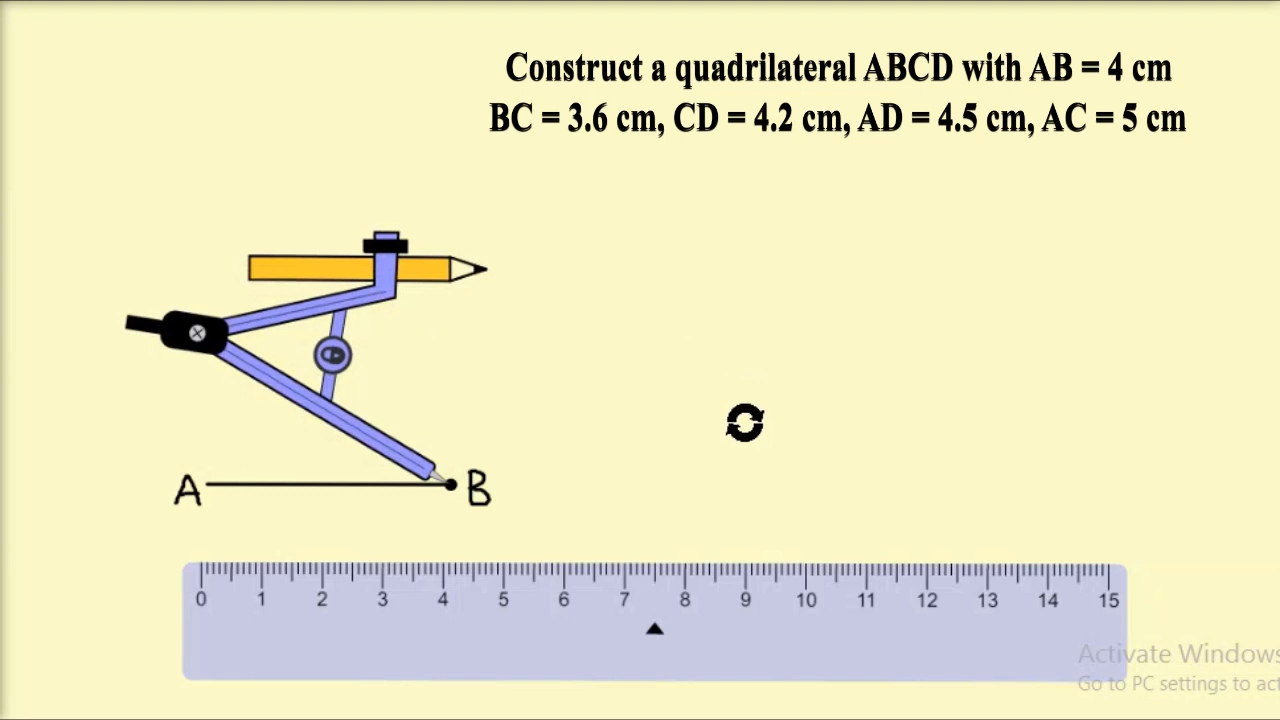 Construct a quadrilateral ABCD with AB = 4 cm
BC = 3.6 cm, CD = 4.2 cm, AD = 4.5 cm, AC = 5 cm
A B
0 1 2 3 4 5 6 7 8 9 10 11 12 13 14 15
Activate Windows
Go to PC settings to act